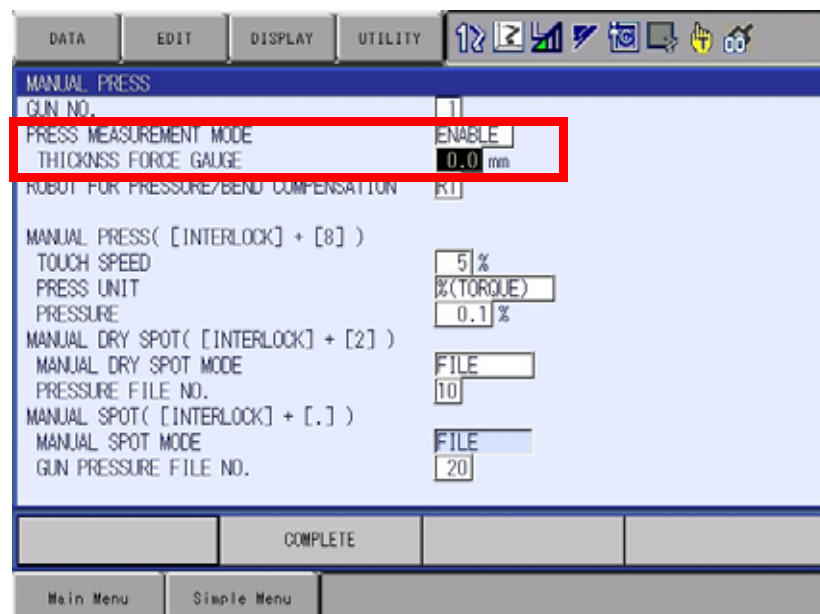 DATA EDIT DISPLAY UTILITY
MANUAL PRESS
GUN NO. 1
PRESS MEASUREMENT MODE ENABLE
THICKNSS FORCE GAUGE 0.0 mm
ROBOT FOR PRESSURE/BEND COMPENSATION R1
MANUAL PRESS( [INTERLOCK] + [8] )
TOUCH SPEED 5 %
PRESS UNIT %(TORQUE)
PRESSURE 0.1 %
MANUAL DRY SPOT( [INTERLOCK] + [2] )
MANUAL DRY SPOT MODE FILE
PRESSURE FILE NO. 10
MANUAL SPOT( [INTERLOCK] + [.] )
MANUAL SPOT MODE FILE
GUN PRESSURE FILE NO. 20
COMPLETE
Main Menu Simple Menu